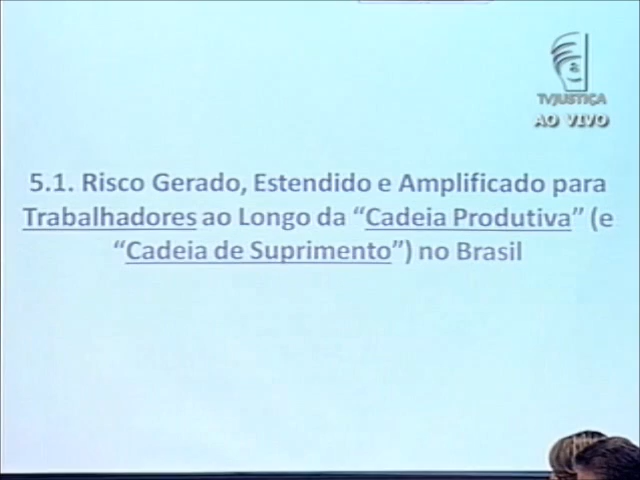 TVJUSTIÇA
AO VIVO
5.1. Risco Gerado, Estendido e Amplificado para
Trabalhadores ao Longo da “Cadeia Produtiva” (e
“Cadeia de Suprimento”) no Brasil